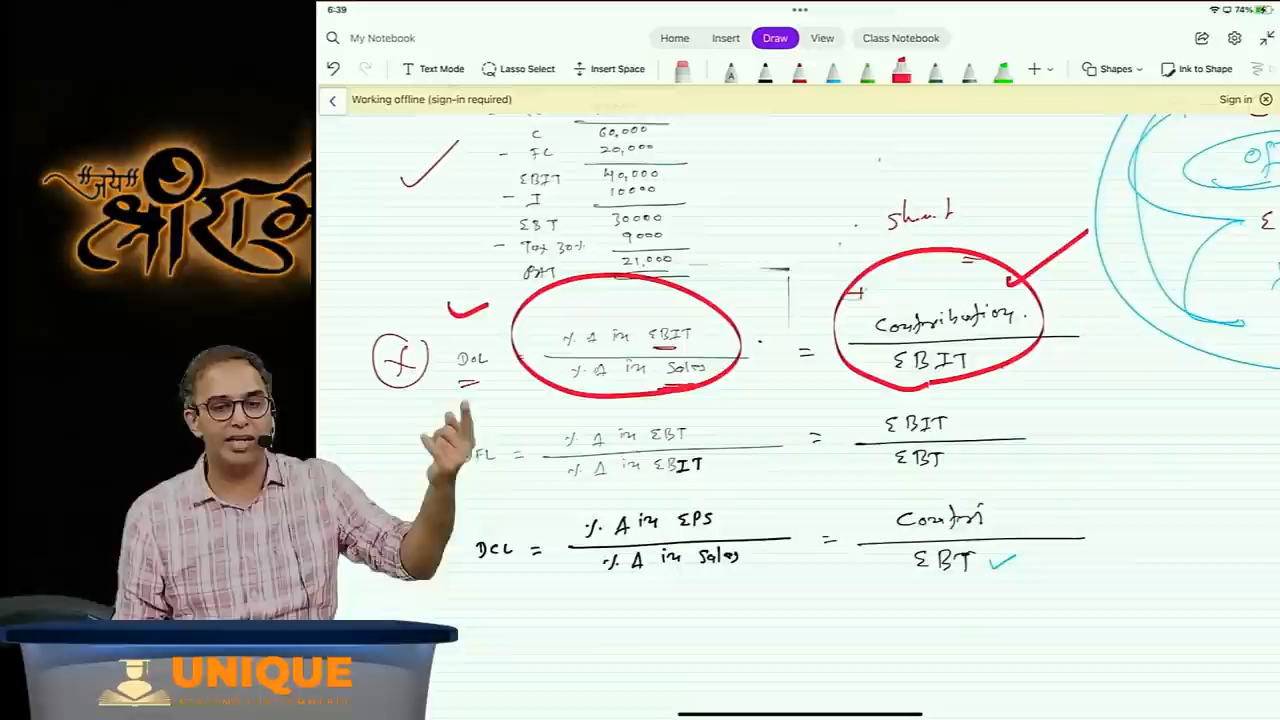 6:39
74%
My Notebook
Home Insert Draw View Class Notebook
Text Mode Lasso Select Insert Space Shapes Ink to Shape
Working offline (sign-in required) Sign in
C 60,000
- FC 20,000
EBIT 40,000
- I 10000
EBT 30000
- Tax 30% 9000
PAT 21,000
"जय"
श्रीराम
Short
DOL = % Δ in EBIT / % Δ in Sales = Contribution. / EBIT
FL = % Δ in EBT / % Δ in EBIT = EBIT / EBT
DCL = % Δ in EPS / % Δ in Sales = Contri / EBT
UNIQUE